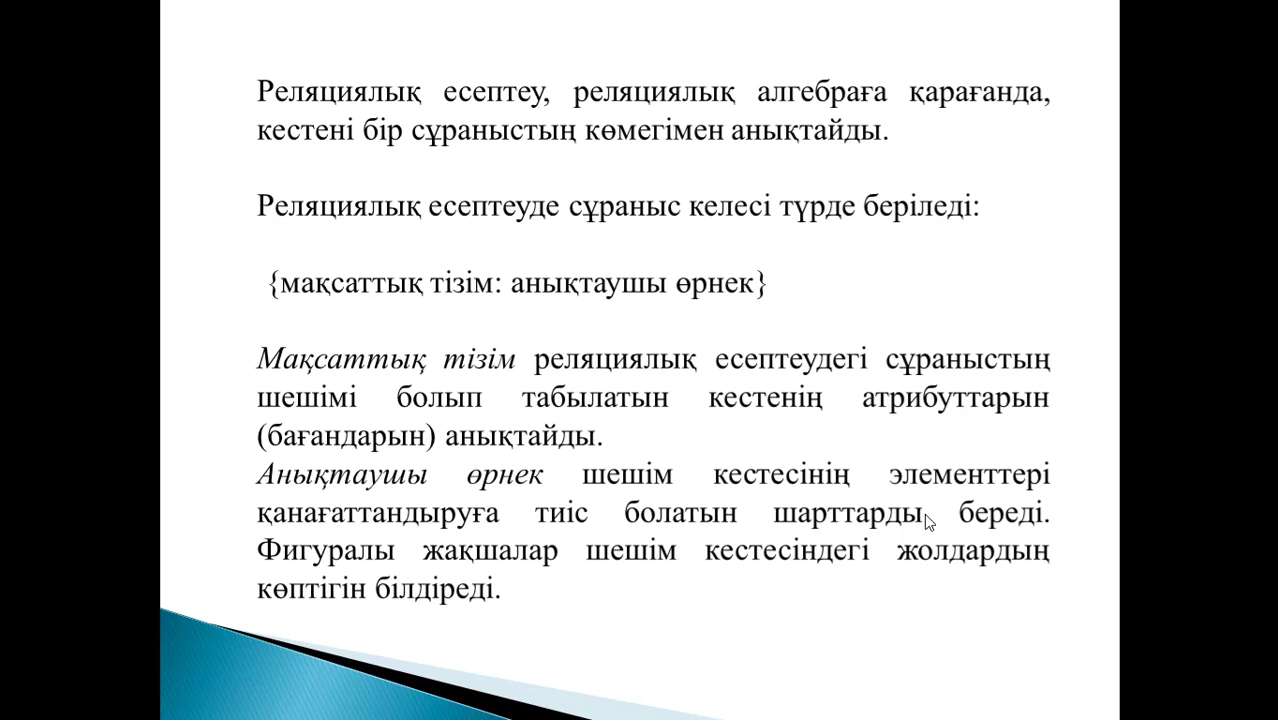 Реляциялық есептеу, реляциялық алгебраға қарағанда,
кестені бір сұраныстың көмегімен анықтайды.
Реляциялық есептеуде сұраныс келесі түрде беріледі:
{мақсаттық тізім: анықтаушы өрнек}
Мақсаттық тізім реляциялық есептеудегі сұраныстың
шешімі болып табылатын кестенің атрибуттарын
(бағандарын) анықтайды.
Анықтаушы өрнек шешім кестесінің элементтері
қанағаттандыруға тиіс болатын шарттарды береді.
Фигуралы жақшалар шешім кестесіндегі жолдардың
көптігін білдіреді.